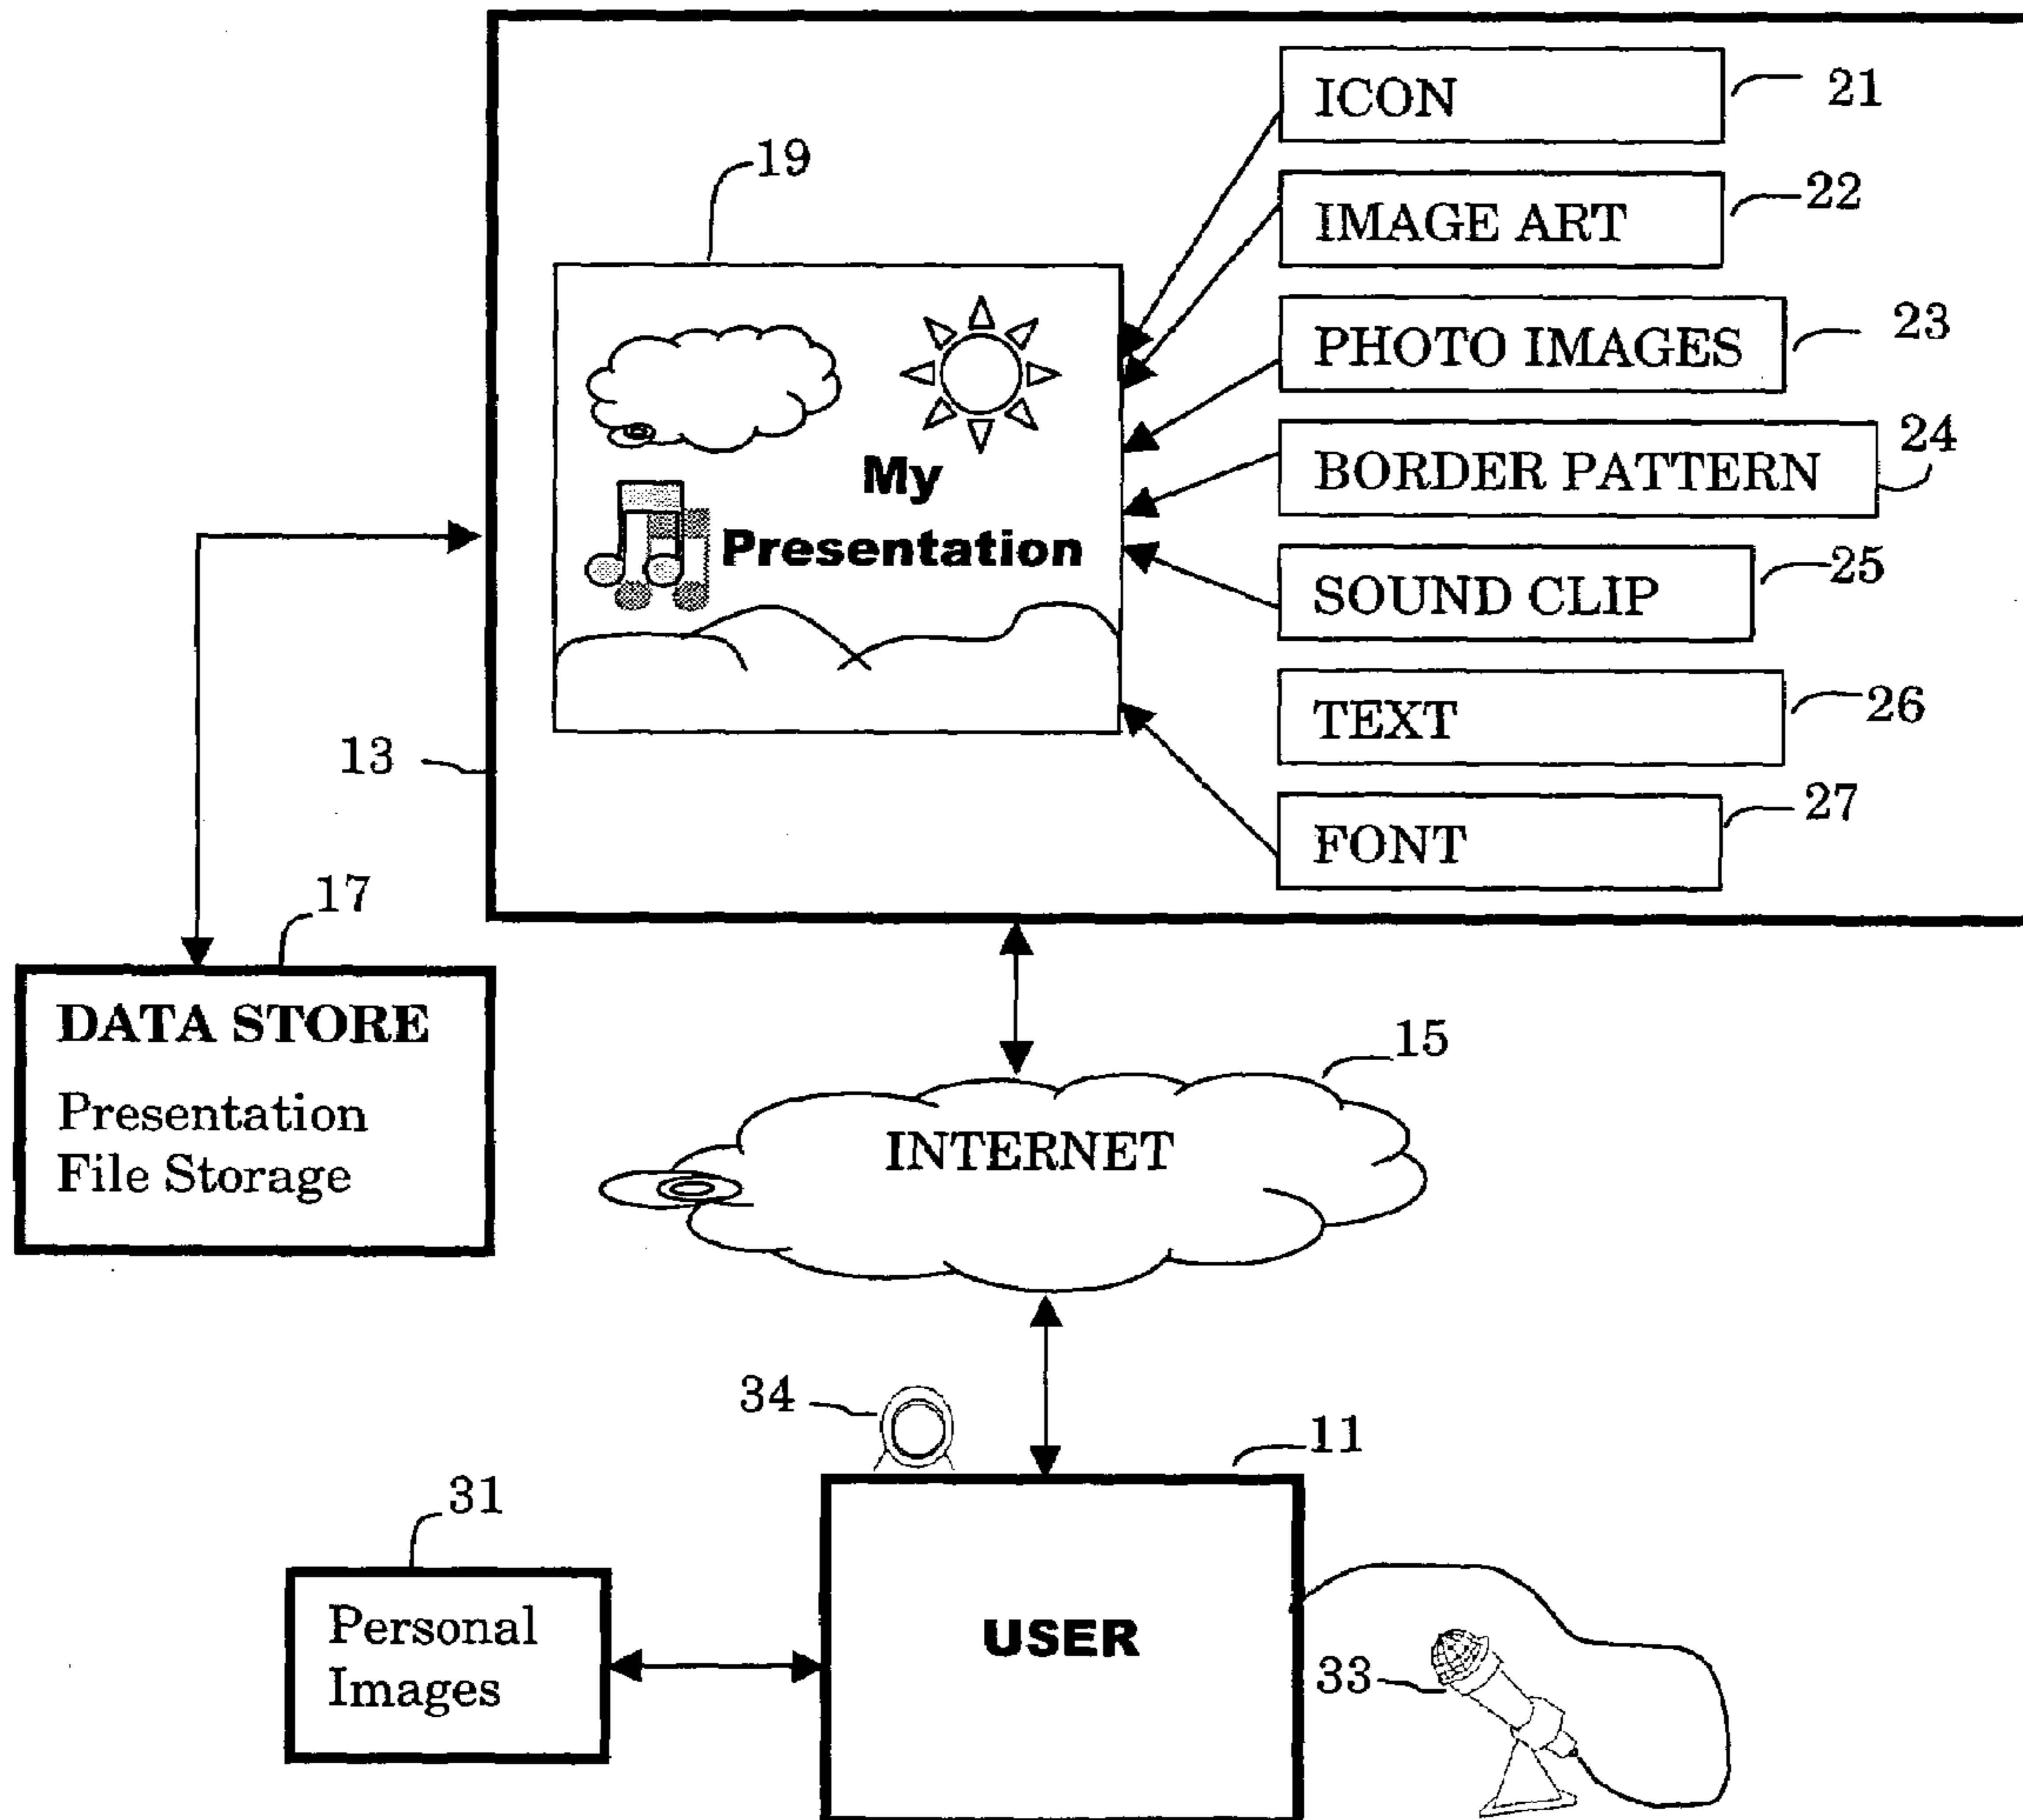 ICON
21
IMAGE ART
22
PHOTO IMAGES
23
BORDER PATTERN
24
SOUND CLIP
25
TEXT
26
FONT
27
19
My
Presentation
13
17
DATA STORE
Presentation
File Storage
15
INTERNET
34
11
31
Personal
Images
USER
33